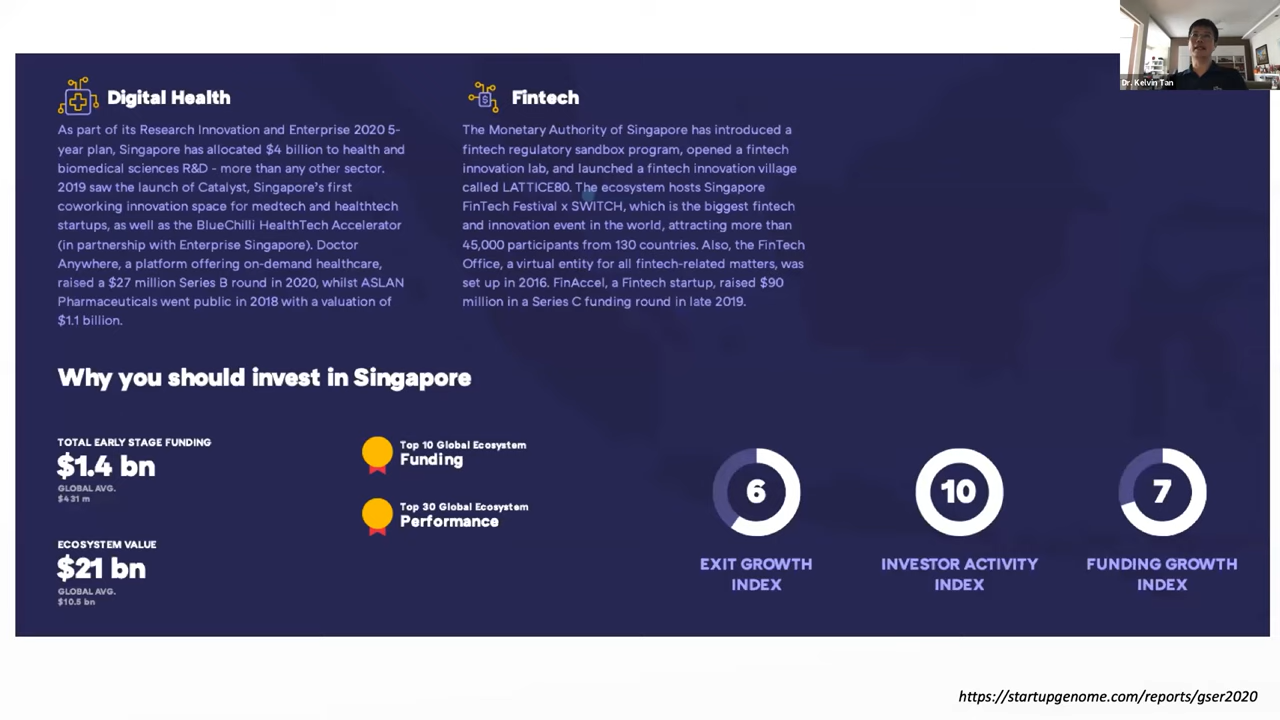 Dr. Kelvin Tan
Digital Health
As part of its Research Innovation and Enterprise 2020 5-
year plan, Singapore has allocated $4 billion to health and
biomedical sciences R&D - more than any other sector.
2019 saw the launch of Catalyst, Singapore's first
coworking innovation space for medtech and healthtech
startups, as well as the BlueChilli HealthTech Accelerator
(in partnership with Enterprise Singapore). Doctor
Anywhere, a platform offering on-demand healthcare,
raised a $27 million Series B round in 2020, whilst ASLAN
Pharmaceuticals went public in 2018 with a valuation of
$1.1 billion.
Fintech
The Monetary Authority of Singapore has introduced a
fintech regulatory sandbox program, opened a fintech
innovation lab, and launched a fintech innovation village
called LATTICE80. The ecosystem hosts Singapore
FinTech Festival x SWITCH, which is the biggest fintech
and innovation event in the world, attracting more than
45,000 participants from 130 countries. Also, the FinTech
Office, a virtual entity for all fintech-related matters, was
set up in 2016. FinAccel, a Fintech startup, raised $90
million in a Series C funding round in late 2019.
Why you should invest in Singapore
TOTAL EARLY STAGE FUNDING
$1.4 bn
GLOBAL AVG.
$431 m
ECOSYSTEM VALUE
$21 bn
GLOBAL AVG.
$10.5 bn
Top 10 Global Ecosystem
Funding
Top 30 Global Ecosystem
Performance
6
EXIT GROWTH
INDEX
10
INVESTOR ACTIVITY
INDEX
7
FUNDING GROWTH
INDEX
https://startupgenome.com/reports/gser2020